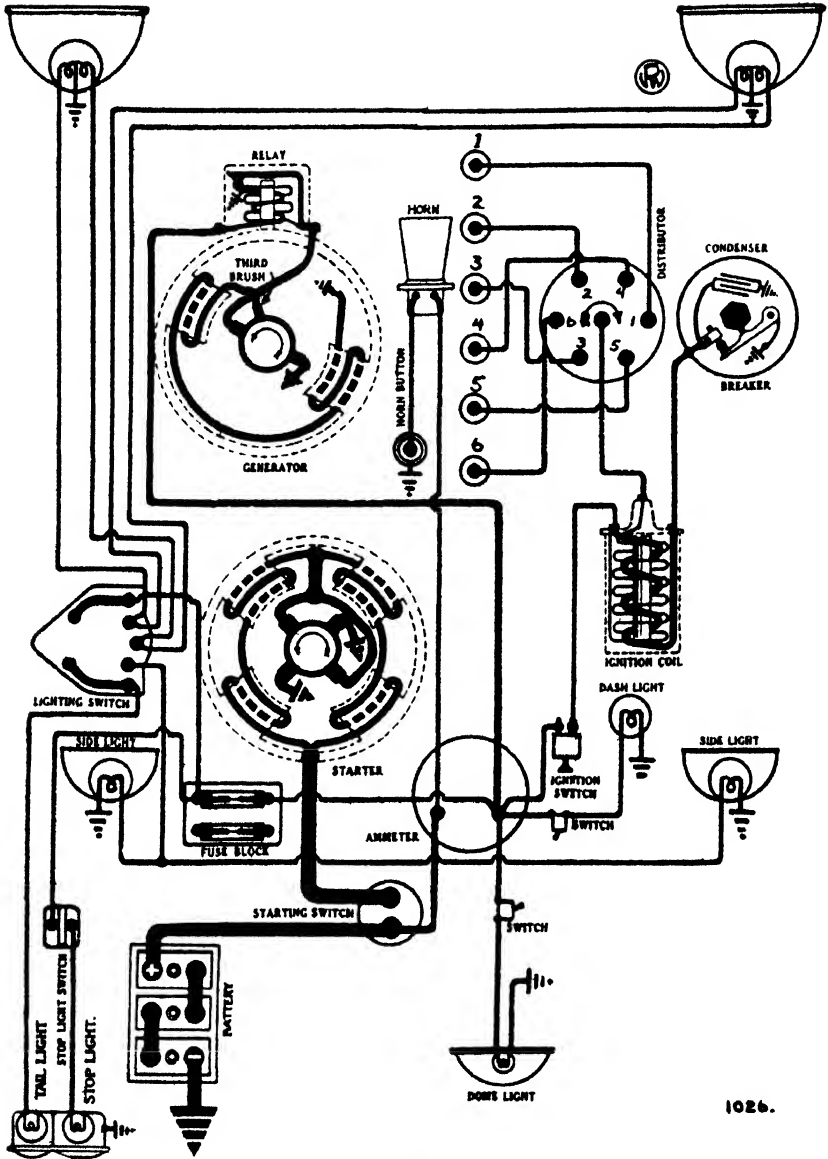 RELAY
THIRD
BRUSH
GENERATOR
HORN
HORN BUTTON
1
2
3
4
5
6
DISTRIBUTOR
2
4
6
1
3
5
CONDENSER
BREAKER
IGNITION COIL
LIGHTING SWITCH
STARTER
DASH LIGHT
SIDE LIGHT
SIDE LIGHT
IGNITION
SWITCH
SWITCH
AMMETER
FUSE BLOCK
STARTING SWITCH
SWITCH
BATTERY
TAIL LIGHT
STOP LIGHT SWITCH
STOP LIGHT.
DOME LIGHT
1026.